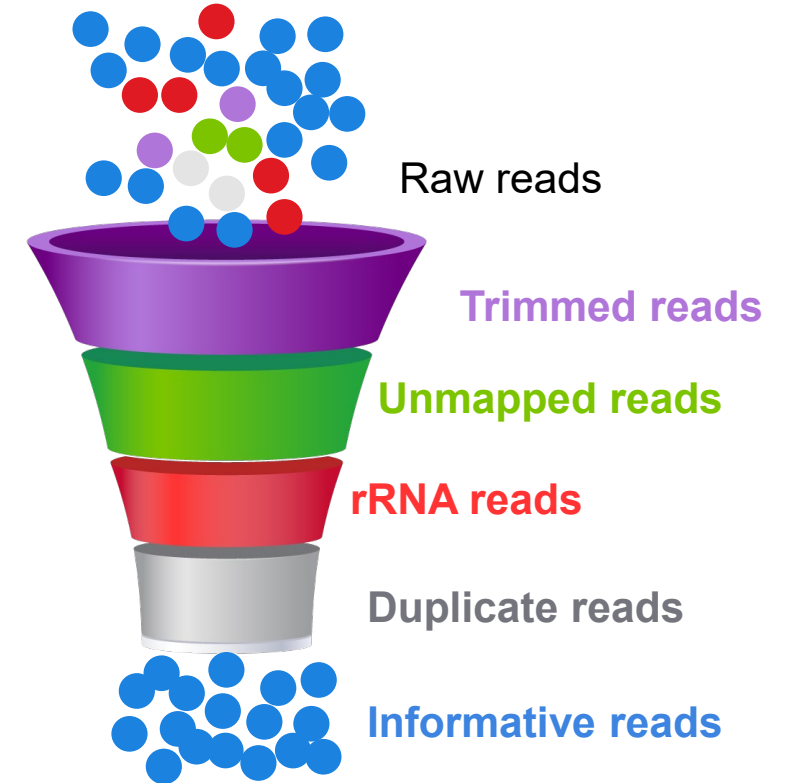 Raw reads
Trimmed reads
Unmapped reads
rRNA reads
Duplicate reads
Informative reads